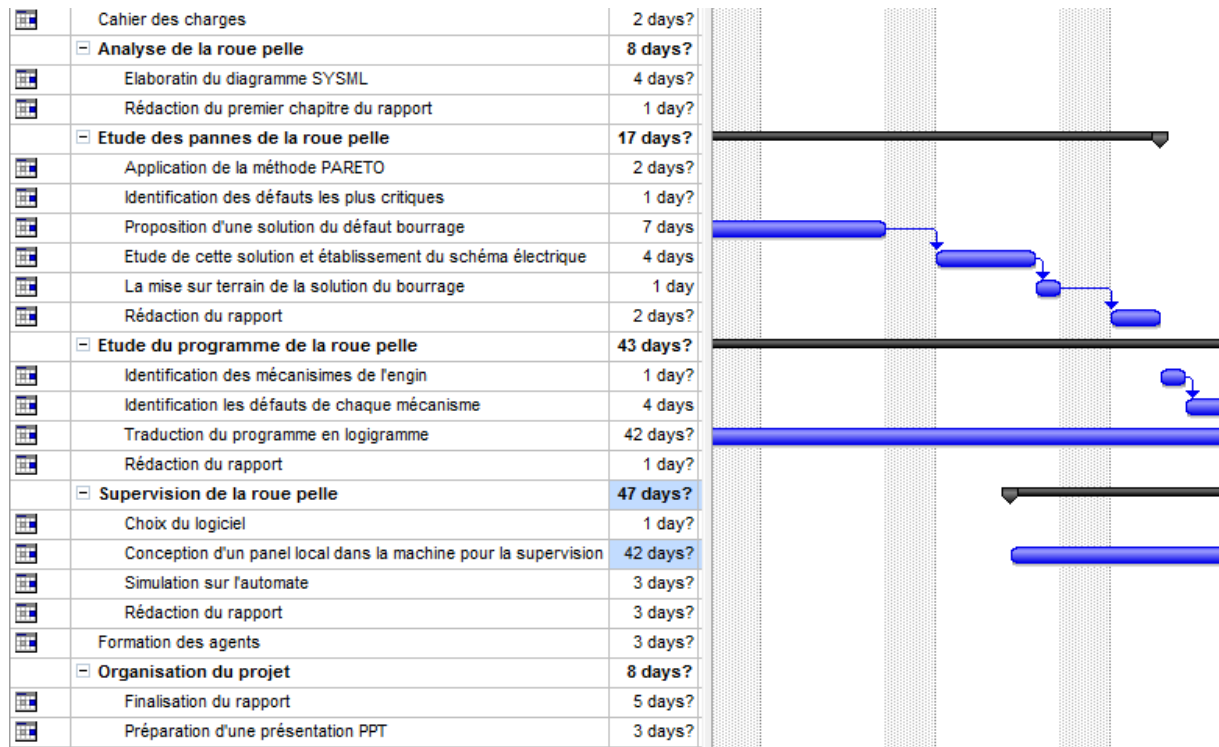 Cahier des charges 2 days?
Analyse de la roue pelle 8 days?
Elaboratin du diagramme SYSML 4 days?
Rédaction du premier chapitre du rapport 1 day?
Etude des pannes de la roue pelle 17 days?
Application de la méthode PARETO 2 days?
Identification des défauts les plus critiques 1 day?
Proposition d'une solution du défaut bourrage 7 days
Etude de cette solution et établissement du schéma électrique 4 days
La mise sur terrain de la solution du bourrage 1 day
Rédaction du rapport 2 days?
Etude du programme de la roue pelle 43 days?
Identification des mécanisimes de l'engin 1 day?
Identification les défauts de chaque mécanisme 4 days
Traduction du programme en logigramme 42 days?
Rédaction du rapport 1 day?
Supervision de la roue pelle 47 days?
Choix du logiciel 1 day?
Conception d'un panel local dans la machine pour la supervision 42 days?
Simulation sur l'automate 3 days?
Rédaction du rapport 3 days?
Formation des agents 3 days?
Organisation du projet 8 days?
Finalisation du rapport 5 days?
Préparation d'une présentation PPT 3 days?